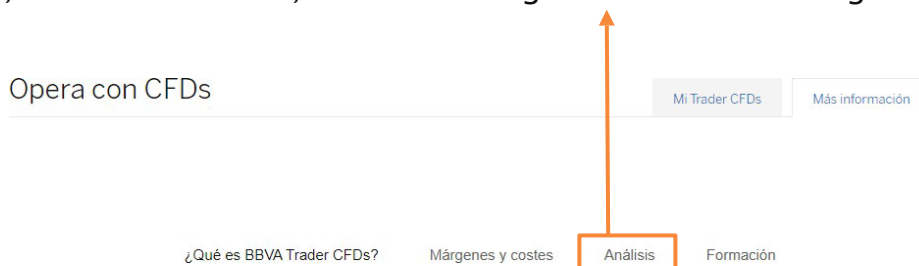 Opera con CFDs
Mi Trader CFDs
Más información
¿Qué es BBVA Trader CFDs?
Márgenes y costes
Análisis
Formación